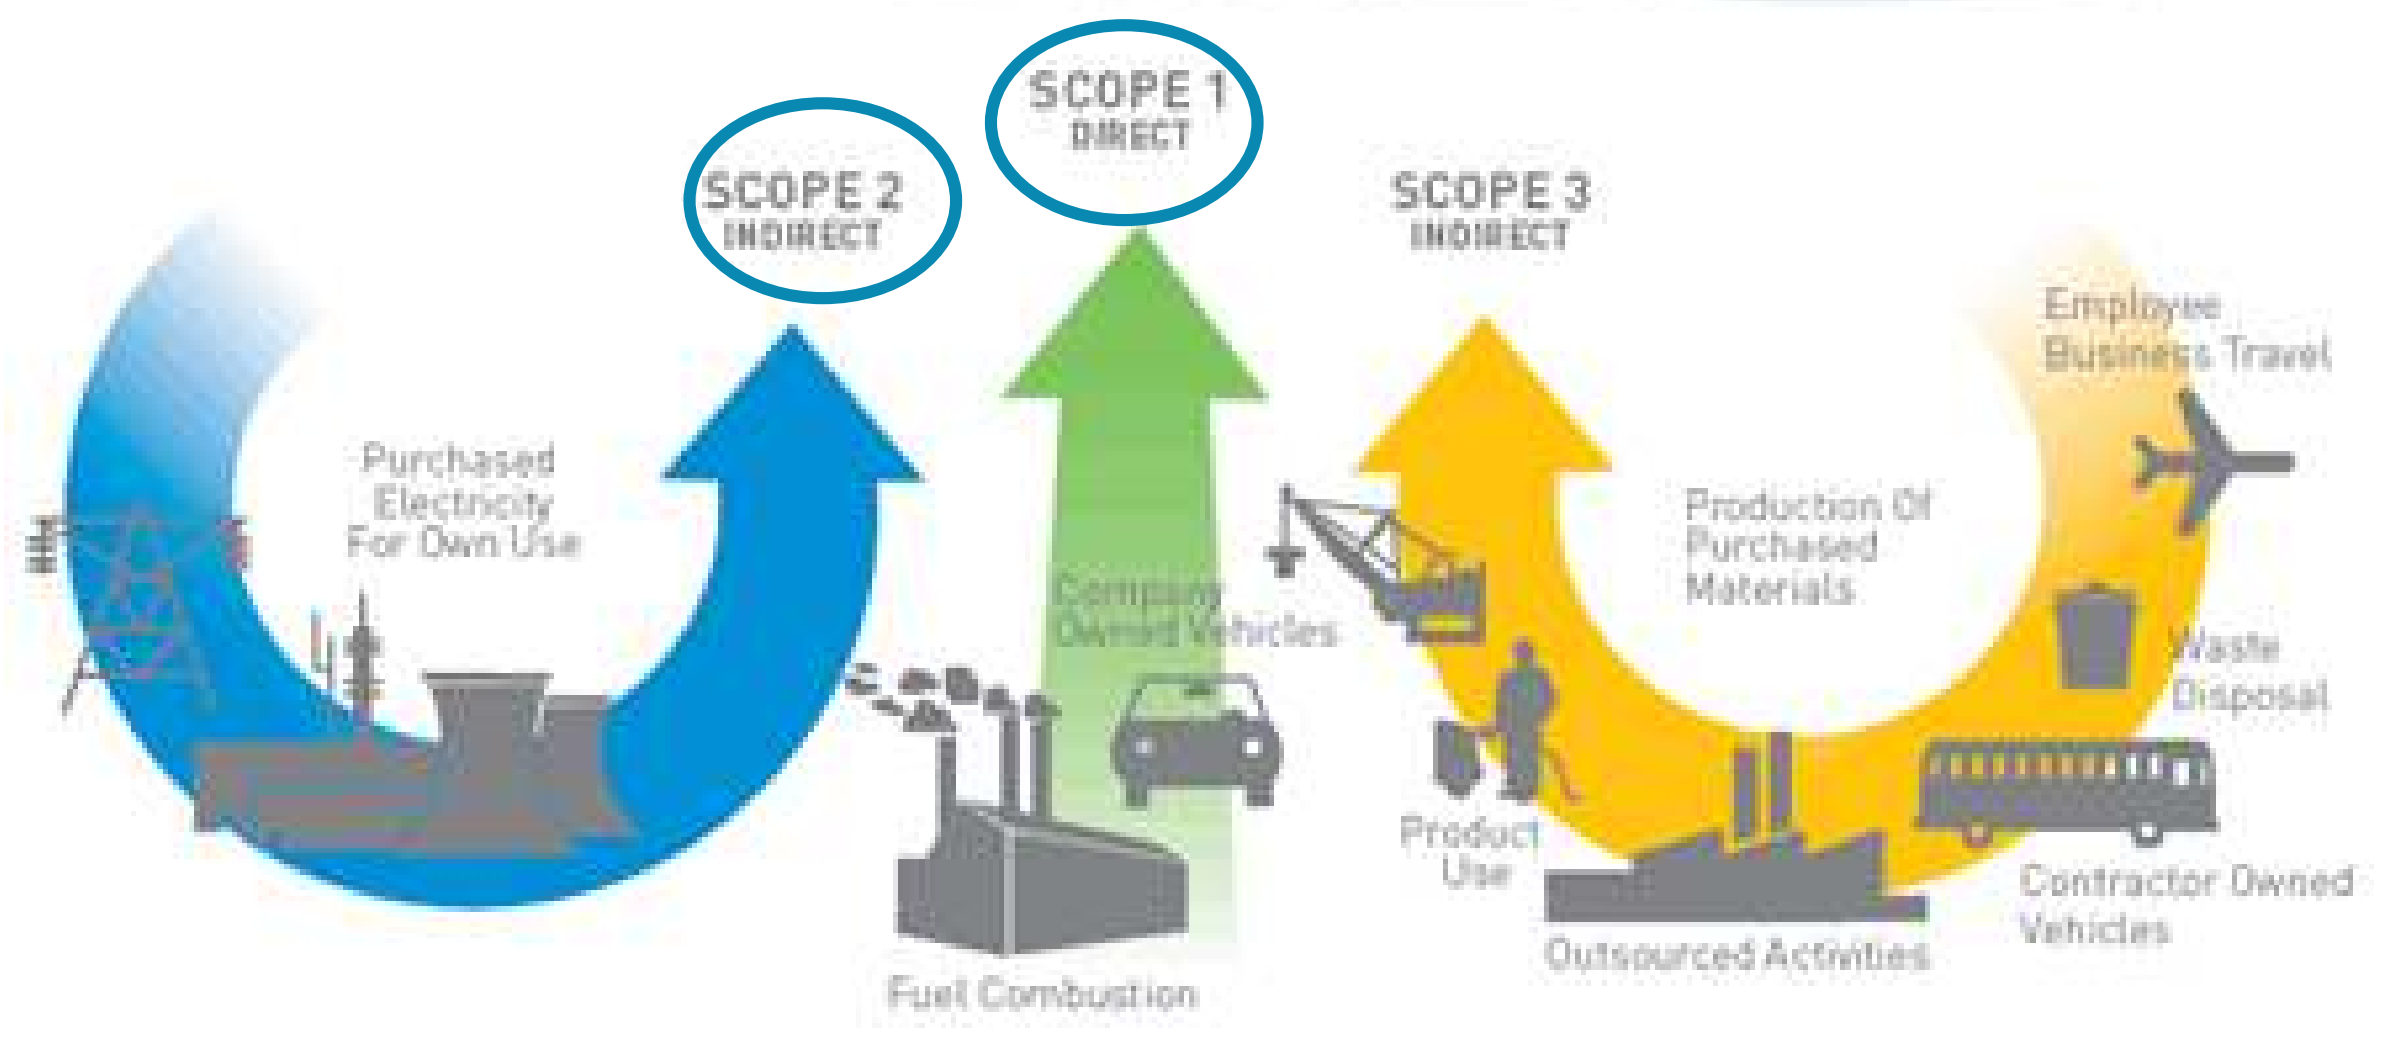 SCOPE 1
DIRECT
SCOPE 2
INDIRECT
SCOPE 3
INDIRECT
Purchased
Electricity
For Own Use
Company
Owned Vehicles
Fuel Combustion
Employee
Business Travel
Production Of
Purchased
Materials
Waste
Disposal
Product
Use
Contractor Owned
Vehicles
Outsourced Activities